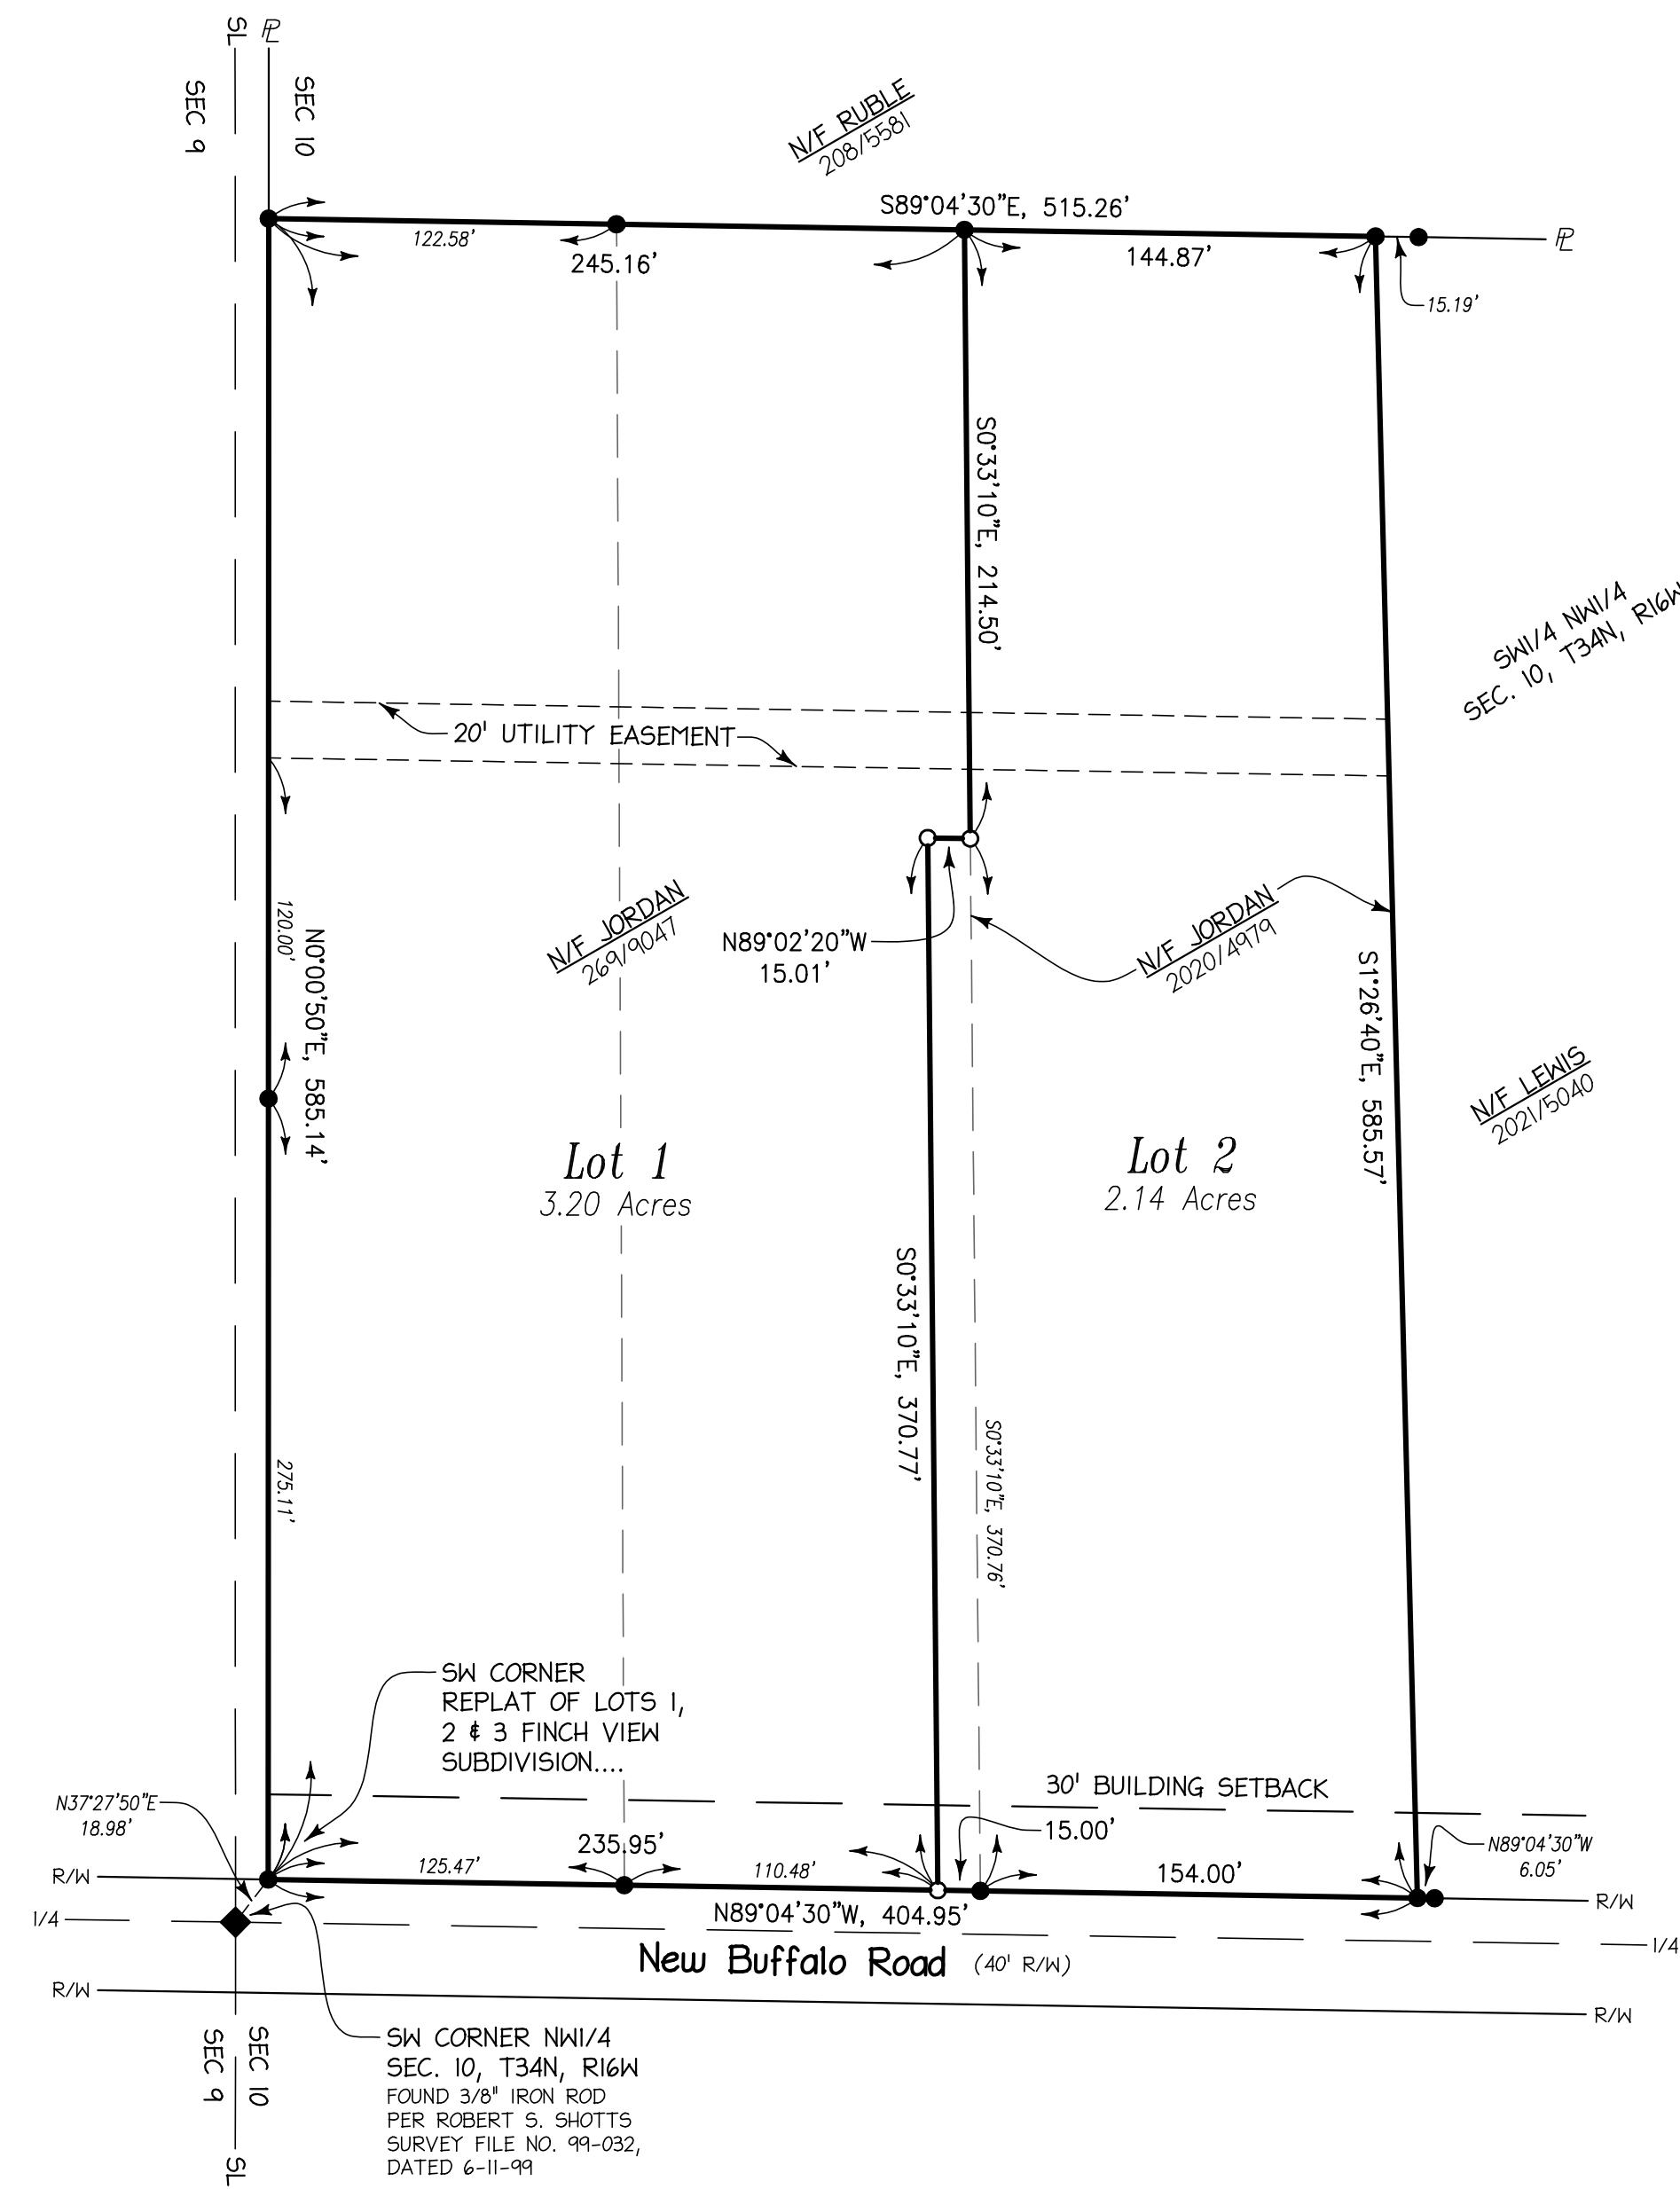 SL
PL
SEC 9
SEC 10
N/F RUBLE
208/5581
S89°04'30"E, 515.26'
122.58'
245.16'
144.87'
PL
15.19'
S0°33'10"E, 214.50'
SW1/4 NW1/4
SEC. 10, T34N, R16W
20' UTILITY EASEMENT
N/F JORDAN
269/9047
N89°02'20"W
15.01'
N/F JORDAN
2020/4979
120.00'
N0°00'50"E, 585.14'
S1°26'40"E, 585.57'
N/F LEWIS
2021/5040
Lot 1
3.20 Acres
Lot 2
2.14 Acres
S0°33'10"E, 370.77'
S0°33'10"E, 370.76'
275.11'
SW CORNER
REPLAT OF LOTS 1,
2 & 3 FINCH VIEW
SUBDIVISION....
N37°27'50"E
18.98'
30' BUILDING SETBACK
15.00'
235.95'
125.47'
110.48'
154.00'
N89°04'30"W
6.05'
R/W
R/W
1/4
N89°04'30"W, 404.95'
1/4
New Buffalo Road (40' R/W)
R/W
R/W
SEC 9
SEC 10
SW CORNER NW1/4
SEC. 10, T34N, R16W
FOUND 3/8" IRON ROD
PER ROBERT S. SHOTTS
SURVEY FILE NO. 99-032,
DATED 6-11-99
SL